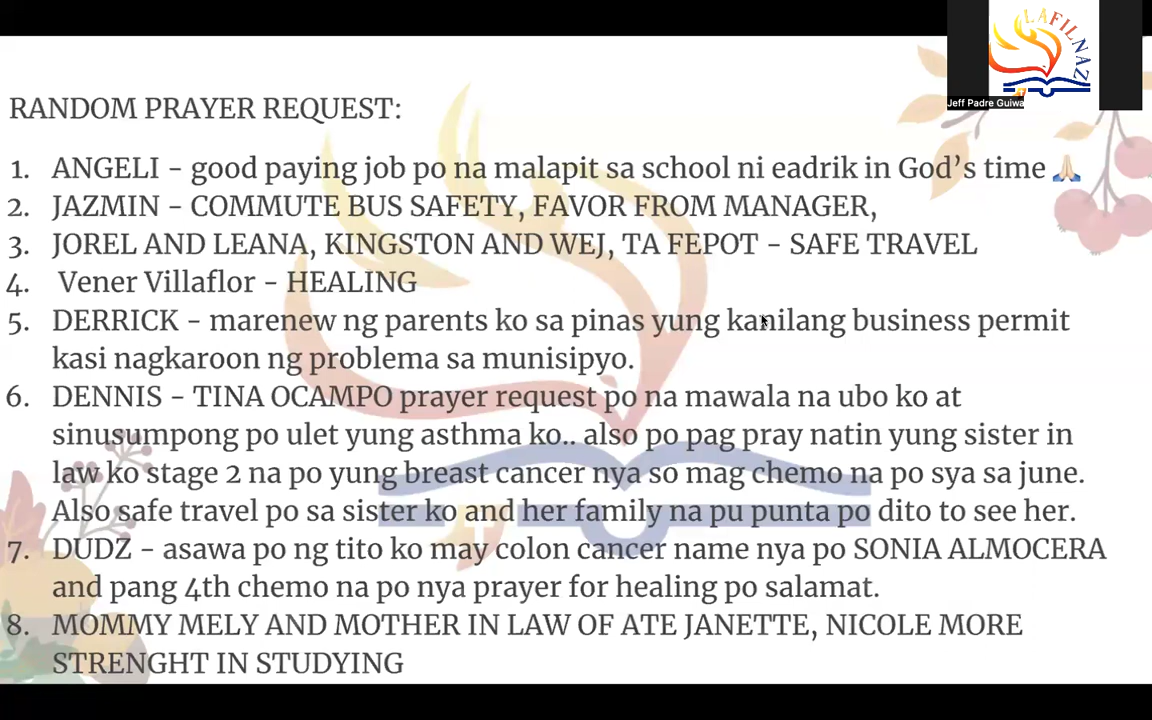 LAFILNAZ
Jeff Padre Guiwa
RANDOM PRAYER REQUEST:
1. ANGELI - good paying job po na malapit sa school ni eadrik in God's time 🙏🏼
2. JAZMIN - COMMUTE BUS SAFETY, FAVOR FROM MANAGER,
3. JOREL AND LEANA, KINGSTON AND WEJ, TA FEPOT - SAFE TRAVEL
4. Vener Villaflor - HEALING
5. DERRICK - marenew ng parents ko sa pinas yung kanilang business permit
kasi nagkaroon ng problema sa munisipyo.
6. DENNIS - TINA OCAMPO prayer request po na mawala na ubo ko at
sinusumpong po ulet yung asthma ko.. also po pag pray natin yung sister in
law ko stage 2 na po yung breast cancer nya so mag chemo na po sya sa june.
Also safe travel po sa sister ko and her family na pu punta po dito to see her.
7. DUDZ - asawa po ng tito ko may colon cancer name nya po SONIA ALMOCERA
and pang 4th chemo na po nya prayer for healing po salamat.
8. MOMMY MELY AND MOTHER IN LAW OF ATE JANETTE, NICOLE MORE
STRENGHT IN STUDYING